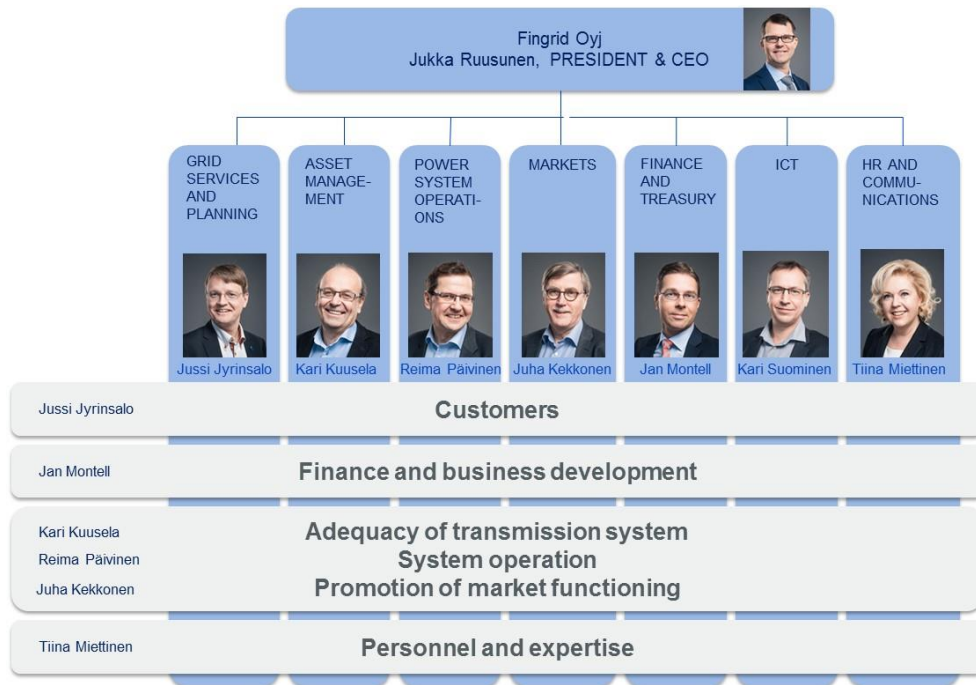 Fingrid Oyj
Jukka Ruusunen, PRESIDENT & CEO
GRID
SERVICES
AND
PLANNING
ASSET
MANAGE-
MENT
POWER
SYSTEM
OPERATI-
ONS
MARKETS
FINANCE
AND
TREASURY
ICT
HR AND
COMMU-
NICATIONS
Jussi Jyrinsalo
Kari Kuusela
Reima Päivinen
Juha Kekkonen
Jan Montell
Kari Suominen
Tiina Miettinen
Jussi Jyrinsalo
Customers
Jan Montell
Finance and business development
Kari Kuusela
Adequacy of transmission system
Reima Päivinen
System operation
Juha Kekkonen
Promotion of market functioning
Tiina Miettinen
Personnel and expertise